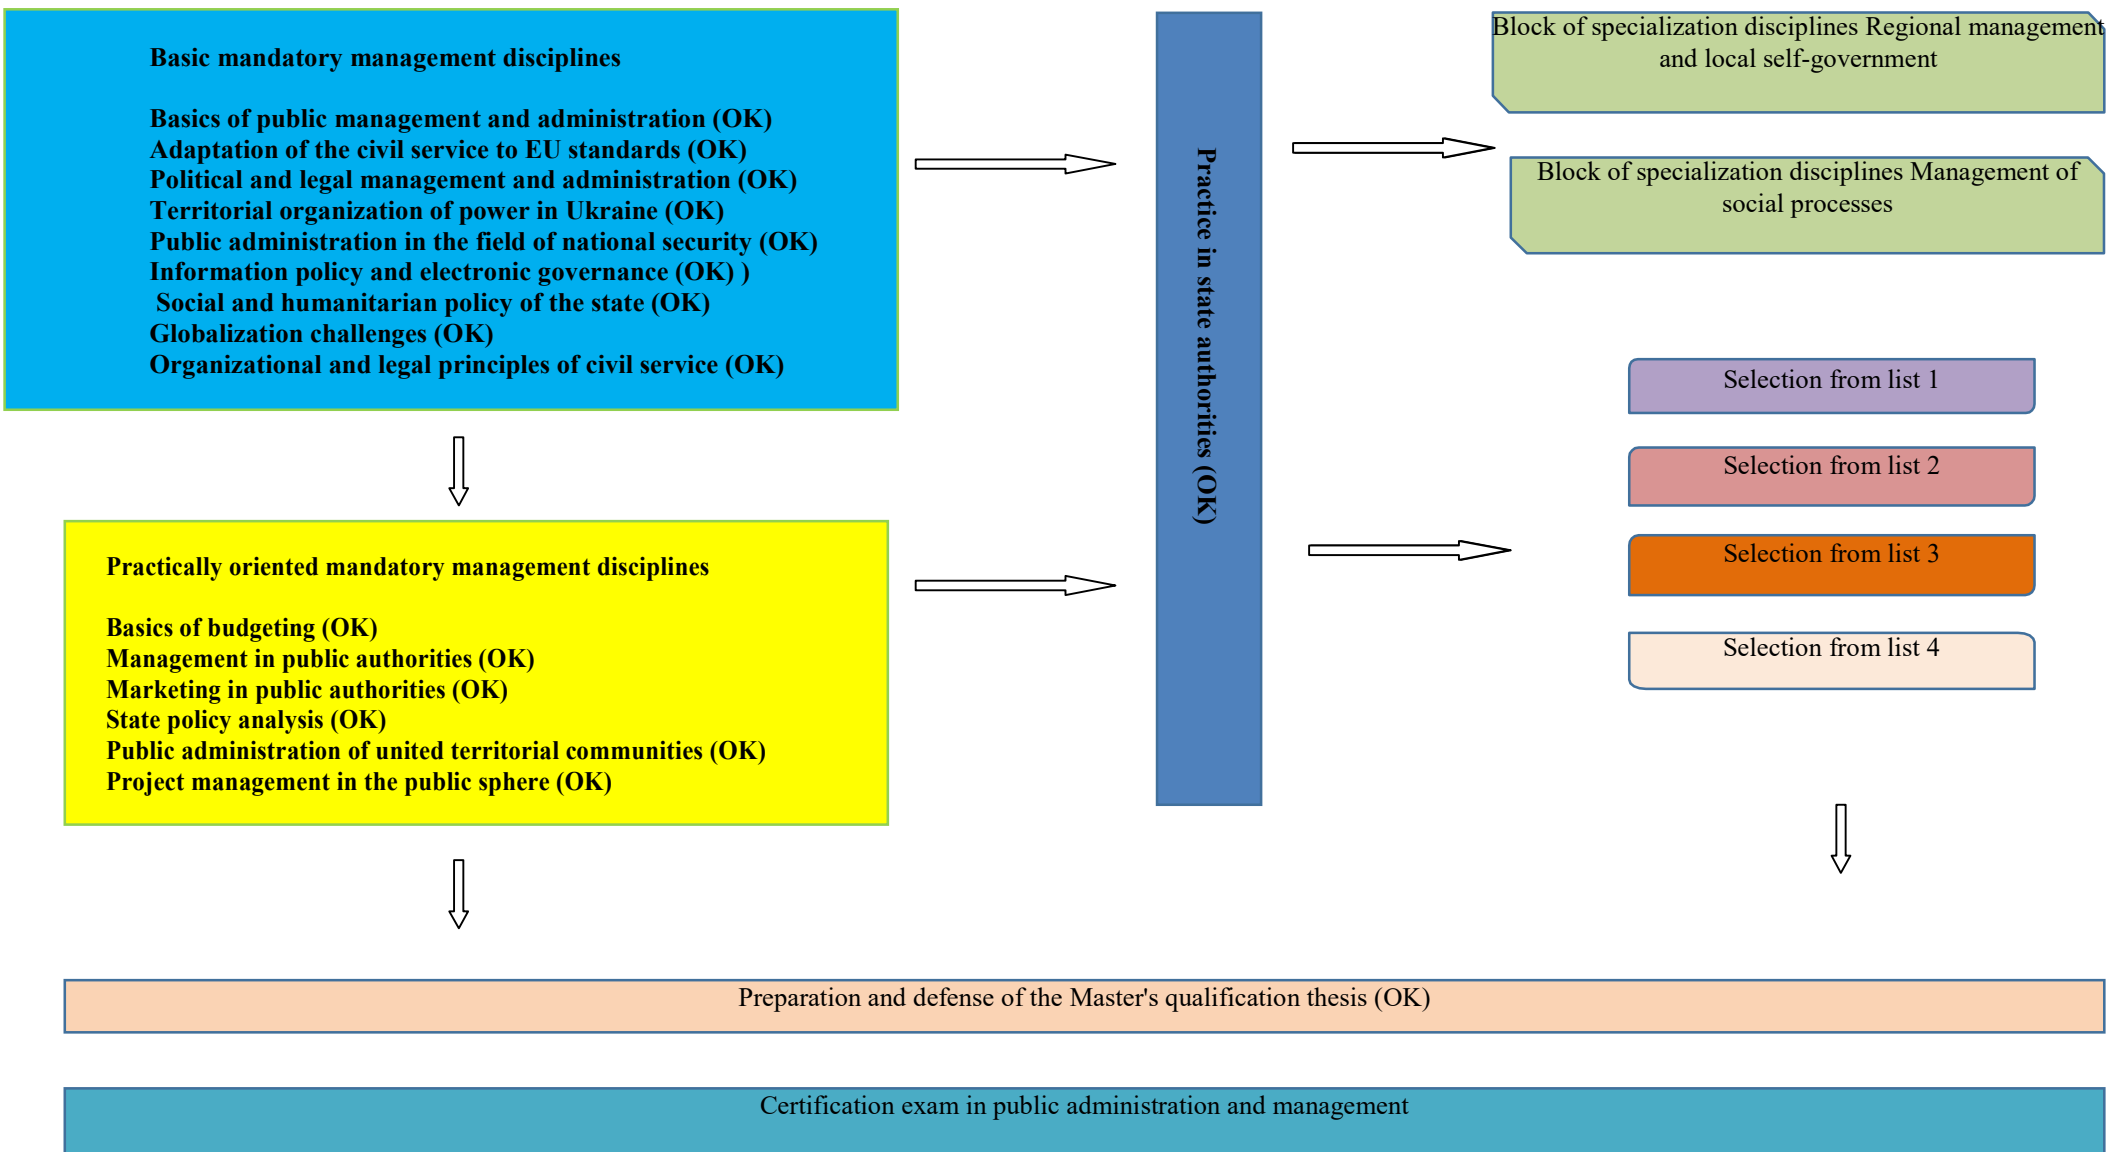 Basic mandatory management disciplines
Basics of public management and administration (OK)
Adaptation of the civil service to EU standards (OK)
Political and legal management and administration (OK)
Territorial organization of power in Ukraine (OK)
Public administration in the field of national security (OK)
Information policy and electronic governance (OK) )
Social and humanitarian policy of the state (OK)
Globalization challenges (OK)
Organizational and legal principles of civil service (OK)
Practically oriented mandatory management disciplines
Basics of budgeting (OK)
Management in public authorities (OK)
Marketing in public authorities (OK)
State policy analysis (OK)
Public administration of united territorial communities (OK)
Project management in the public sphere (OK)
Practice in state authorities (OK)
Block of specialization disciplines Regional management
and local self-government
Block of specialization disciplines Management of
social processes
Selection from list 1
Selection from list 2
Selection from list 3
Selection from list 4
Preparation and defense of the Master's qualification thesis (OK)
Certification exam in public administration and management